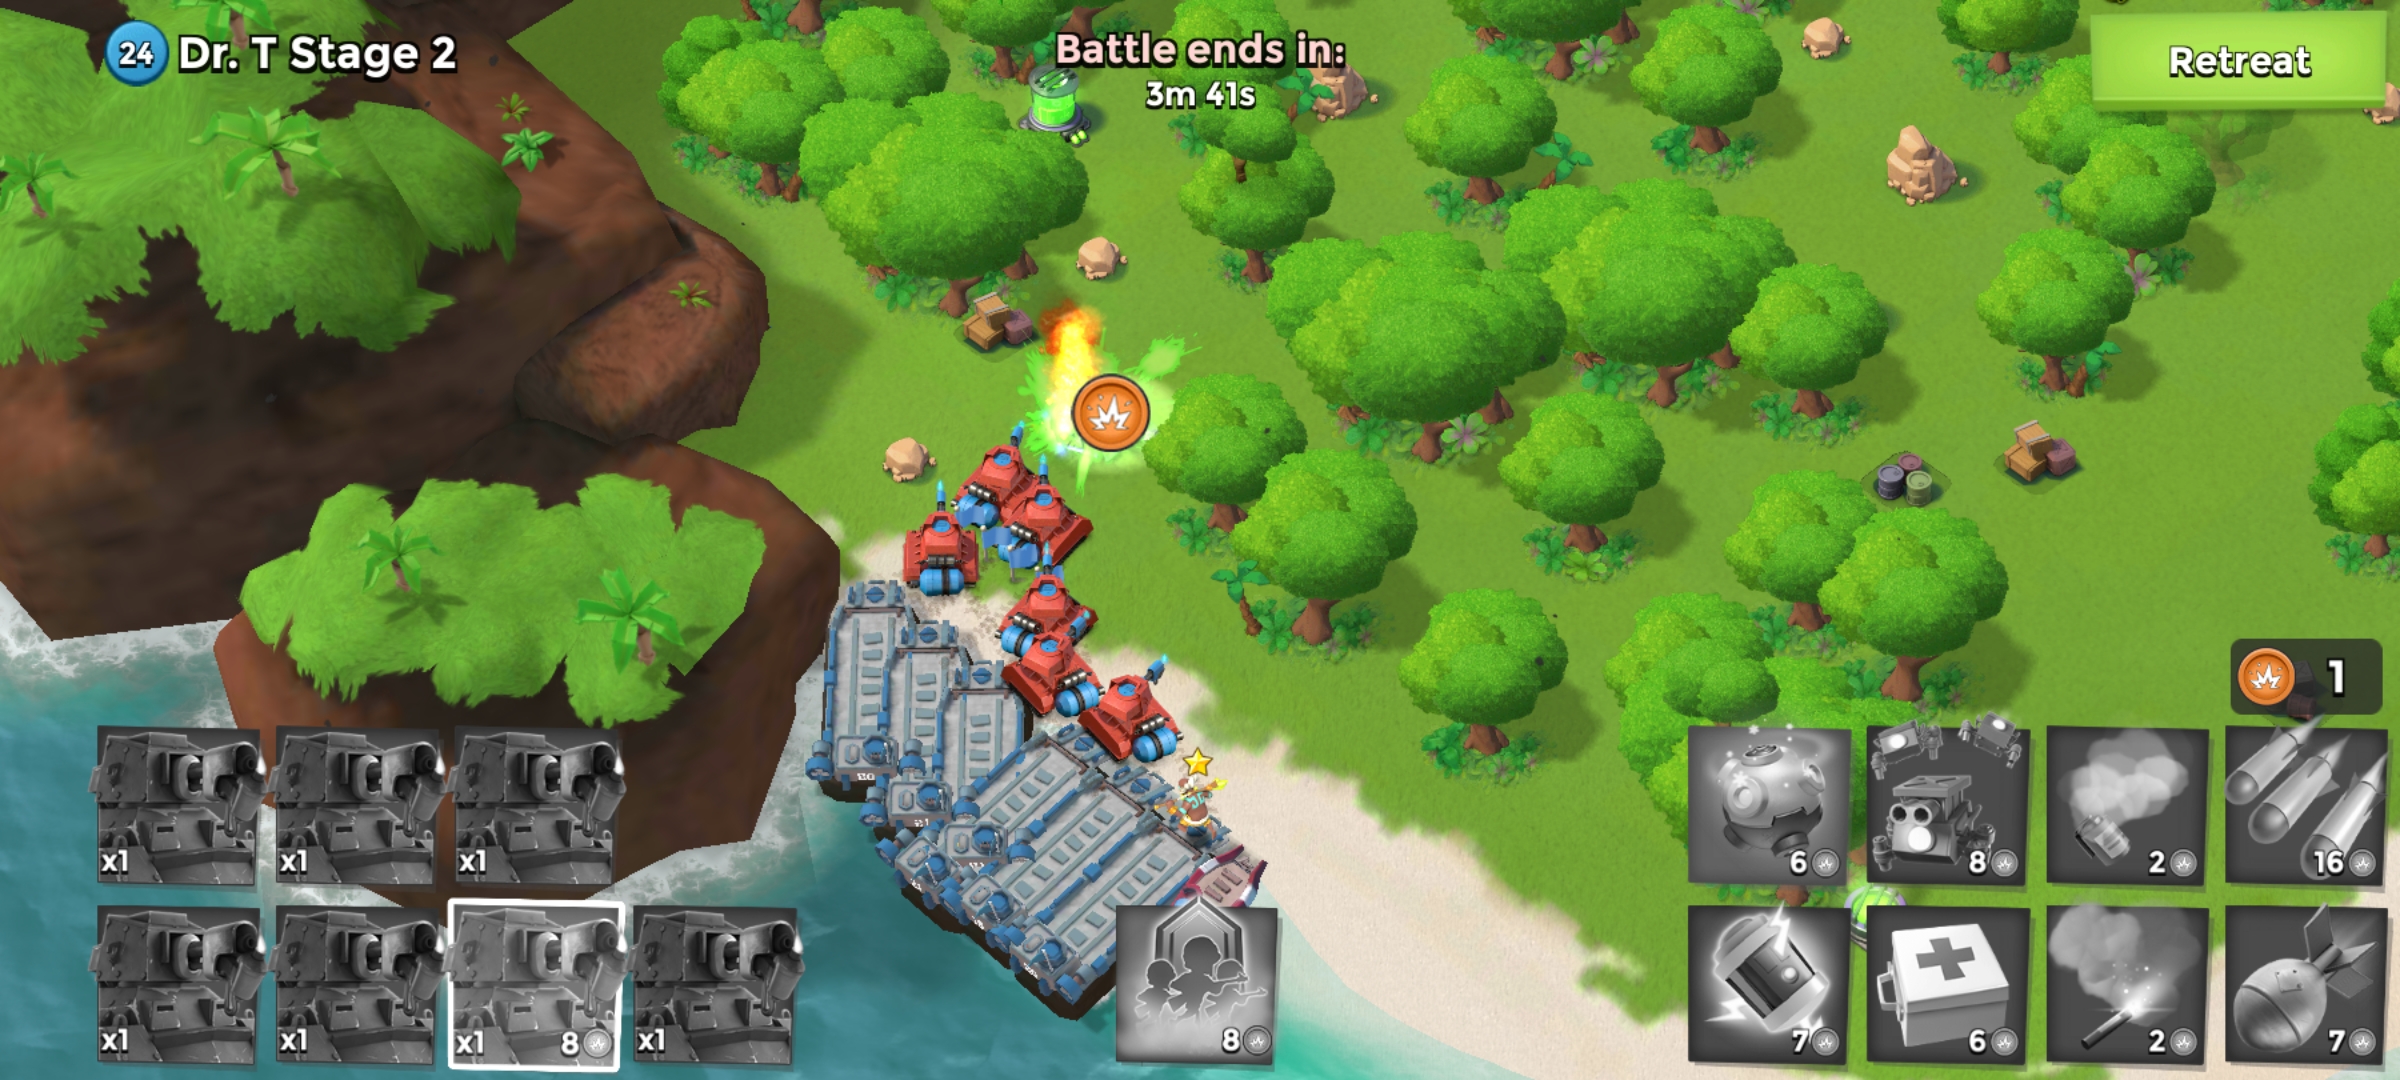 24 Dr. T Stage 2
Battle ends in:
3m 41s
Retreat
1
x1
x1
x1
6
8
2
16
x1
x1
x1 8
x1
8
7
6
2
7